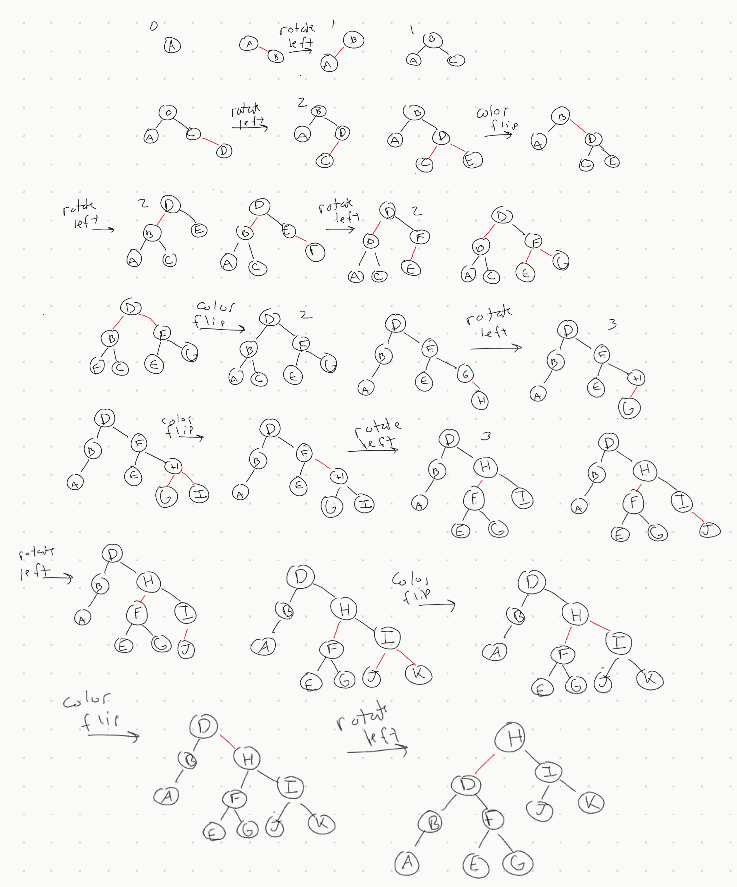 0
A
A B
rotate
left
1
B
A
1
A C
A C D
rotate
left
2
B
A D
C
A D
C E
color
flip
B
A D
rotate
left
2
D
B E
A C
D
B E
A C F
rotate
left
2
D
F
A C E
D
F
A C E
D
B
C E
color
flip
2
D
B
A C E
D
B F
A E G
H
rotate
left
3
D
B F
A E H
G
D
B F
A E H
G I
color
flip
D
B F
A E H
G I
rotate
left
3
D
B H
A F I
E G
D
B H
A F I
E G J
rotate
left
D
B H
A F I
E G J
D
B H
A F I
E G J K
color
flip
D
B H
A F I
E G J K
color
flip
D
B H
A F I
E G J K
rotate
left
H
D I
B F J K
A E G